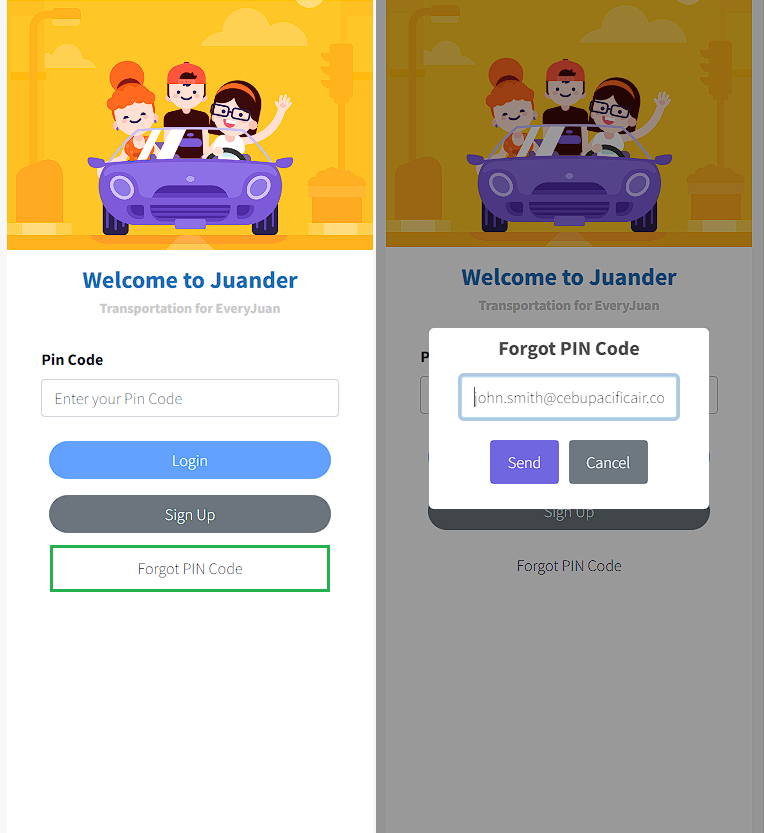 Welcome to Juander
Transportation for EveryJuan
Pin Code
Enter your Pin Code
Login
Sign Up
Forgot PIN Code
Welcome to Juander
Transportation for EveryJuan
P
Forgot PIN Code
john.smith@cebupacificair.co
Send
Cancel
Sign Up
Forgot PIN Code